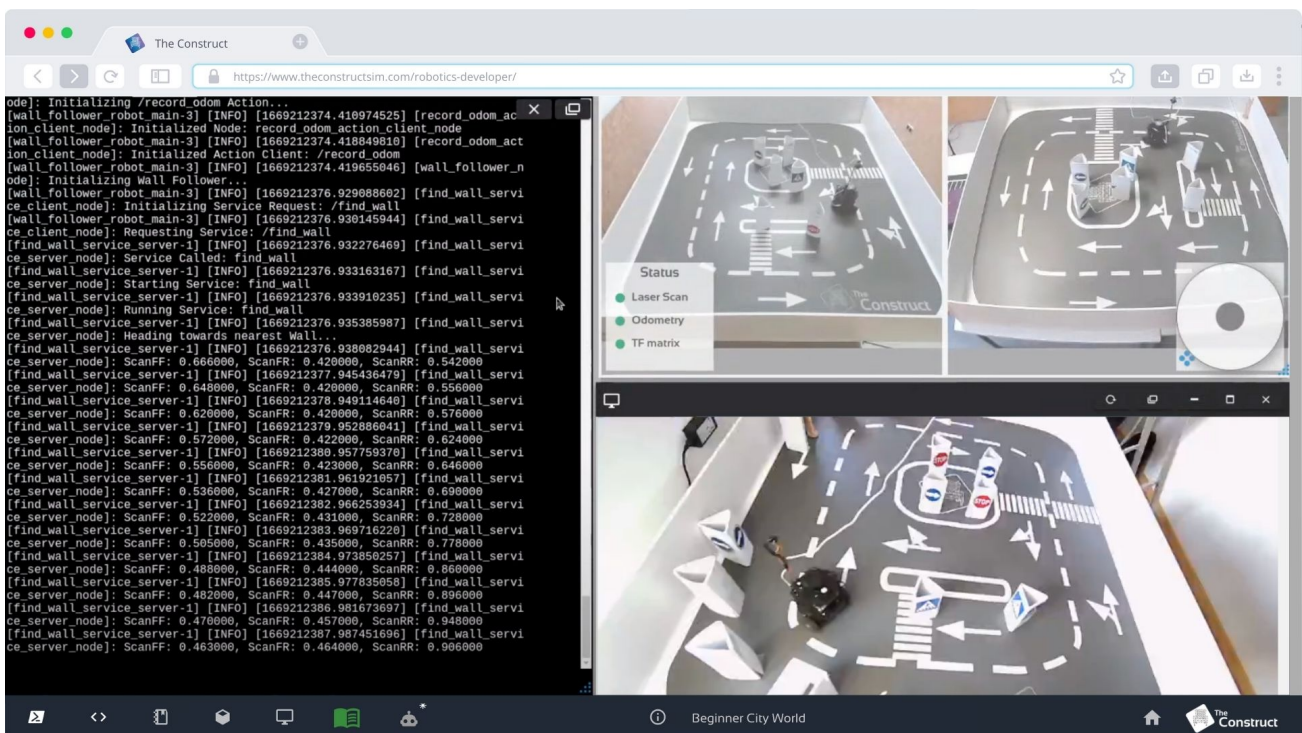 The Construct
https://www.theconstructsim.com/robotics-developer/
ode]: Initializing /record_odom Action...
[wall_follower_robot_main-3] [INFO] [1669212374.410974525] [record_odom_ac
ion_client_node]: Initialized Node: record_odom_action_client_node
[wall_follower_robot_main-3] [INFO] [1669212374.418849810] [record_odom_act
ion_client_node]: Initialized Action Client: /record_odom
[wall_follower_robot_main-3] [INFO] [1669212374.419655046] [wall_follower_n
ode]: Initializing Wall Follower...
[wall_follower_robot_main-3] [INFO] [1669212376.929088602] [find_wall_servi
ce_client_node]: Initializing Service Request: /find_wall
[wall_follower_robot_main-3] [INFO] [1669212376.930145944] [find_wall_servi
ce_client_node]: Requesting Service: /find_wall
[find_wall_service_server-1] [INFO] [1669212376.932276469] [find_wall_servi
ce_server_node]: Service Called: find_wall
[find_wall_service_server-1] [INFO] [1669212376.933163167] [find_wall_servi
ce_server_node]: Starting Service: find_wall
[find_wall_service_server-1] [INFO] [1669212376.933910235] [find_wall_servi
ce_server_node]: Running Service: find_wall
[find_wall_service_server-1] [INFO] [1669212376.935385987] [find_wall_servi
ce_server_node]: Heading towards nearest Wall...
[find_wall_service_server-1] [INFO] [1669212376.938082944] [find_wall_servi
ce_server_node]: ScanFF: 0.666000, ScanFR: 0.420000, ScanRR: 0.542000
[find_wall_service_server-1] [INFO] [1669212377.945436479] [find_wall_servi
ce_server_node]: ScanFF: 0.648000, ScanFR: 0.420000, ScanRR: 0.556000
[find_wall_service_server-1] [INFO] [1669212378.949114640] [find_wall_servi
ce_server_node]: ScanFF: 0.620000, ScanFR: 0.420000, ScanRR: 0.576000
[find_wall_service_server-1] [INFO] [1669212379.952886041] [find_wall_servi
ce_server_node]: ScanFF: 0.572000, ScanFR: 0.422000, ScanRR: 0.624000
[find_wall_service_server-1] [INFO] [1669212380.957759370] [find_wall_servi
ce_server_node]: ScanFF: 0.556000, ScanFR: 0.423000, ScanRR: 0.646000
[find_wall_service_server-1] [INFO] [1669212381.961921057] [find_wall_servi
ce_server_node]: ScanFF: 0.536000, ScanFR: 0.427000, ScanRR: 0.690000
[find_wall_service_server-1] [INFO] [1669212382.966253934] [find_wall_servi
ce_server_node]: ScanFF: 0.522000, ScanFR: 0.431000, ScanRR: 0.728000
[find_wall_service_server-1] [INFO] [1669212383.969716220] [find_wall_servi
ce_server_node]: ScanFF: 0.505000, ScanFR: 0.435000, ScanRR: 0.778000
[find_wall_service_server-1] [INFO] [1669212384.973850257] [find_wall_servi
ce_server_node]: ScanFF: 0.488000, ScanFR: 0.444000, ScanRR: 0.860000
[find_wall_service_server-1] [INFO] [1669212385.977835058] [find_wall_servi
ce_server_node]: ScanFF: 0.482000, ScanFR: 0.447000, ScanRR: 0.896000
[find_wall_service_server-1] [INFO] [1669212386.981673697] [find_wall_servi
ce_server_node]: ScanFF: 0.470000, ScanFR: 0.457000, ScanRR: 0.948000
[find_wall_service_server-1] [INFO] [1669212387.987451696] [find_wall_servi
ce_server_node]: ScanFF: 0.463000, ScanFR: 0.464000, ScanRR: 0.906000
Status
Laser Scan
Odometry
TF matrix
The
Construct
STOP
STOP
Beginner City World
The
Construct